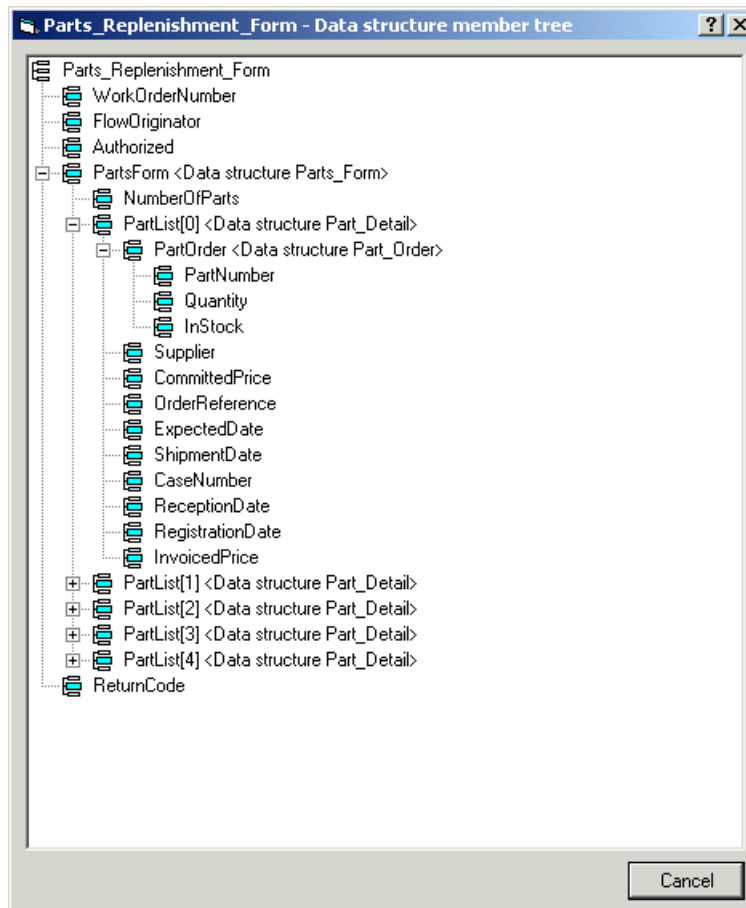 Parts_Replenishment_Form - Data structure member tree
Parts_Replenishment_Form
WorkOrderNumber
FlowOriginator
Authorized
PartsForm <Data structure Parts_Form>
NumberOfParts
PartList[0] <Data structure Part_Detail>
PartOrder <Data structure Part_Order>
PartNumber
Quantity
InStock
Supplier
CommittedPrice
OrderReference
ExpectedDate
ShipmentDate
CaseNumber
ReceptionDate
RegistrationDate
InvoicedPrice
PartList[1] <Data structure Part_Detail>
PartList[2] <Data structure Part_Detail>
PartList[3] <Data structure Part_Detail>
PartList[4] <Data structure Part_Detail>
ReturnCode
Cancel